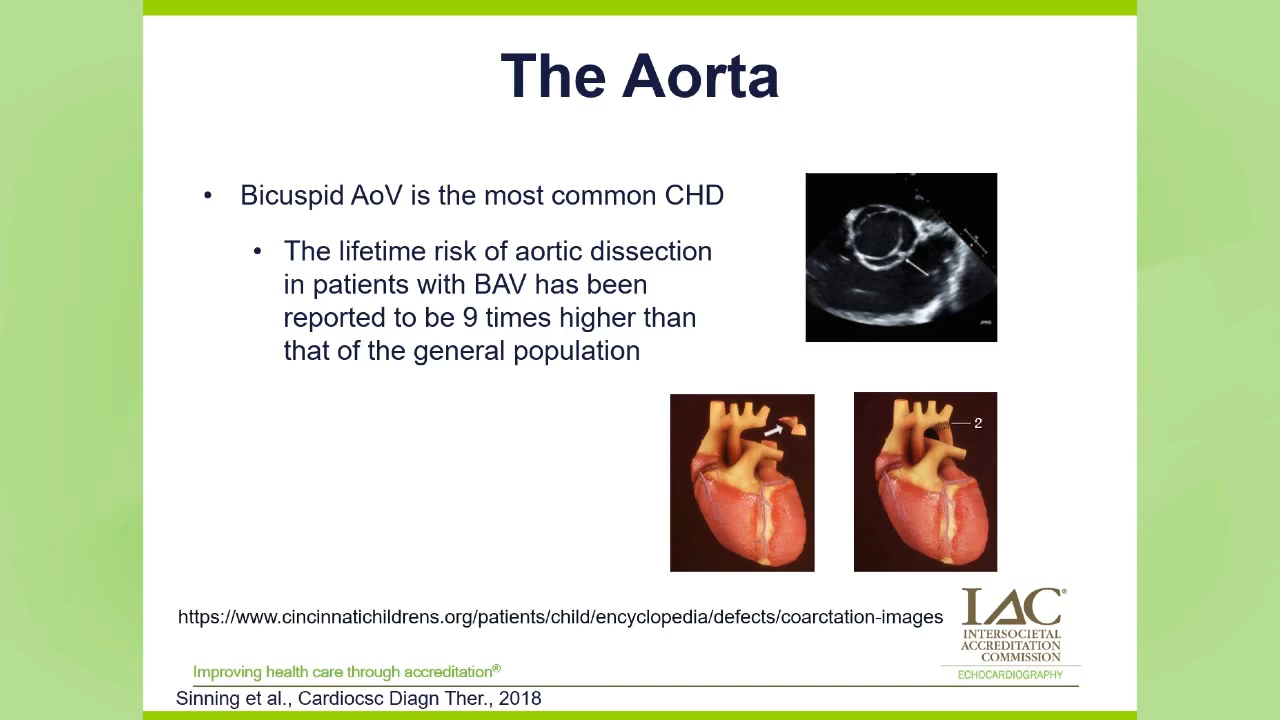 The Aorta
• Bicuspid AoV is the most common CHD
• The lifetime risk of aortic dissection
in patients with BAV has been
reported to be 9 times higher than
that of the general population
2
https://www.cincinnatichildrens.org/patients/child/encyclopedia/defects/coarctation-images
IAC®
INTERSOCIETAL
ACCREDITATION
COMMISSION
ECHOCARDIOGRAPHY
Improving health care through accreditation®
Sinning et al., Cardiocsc Diagn Ther., 2018